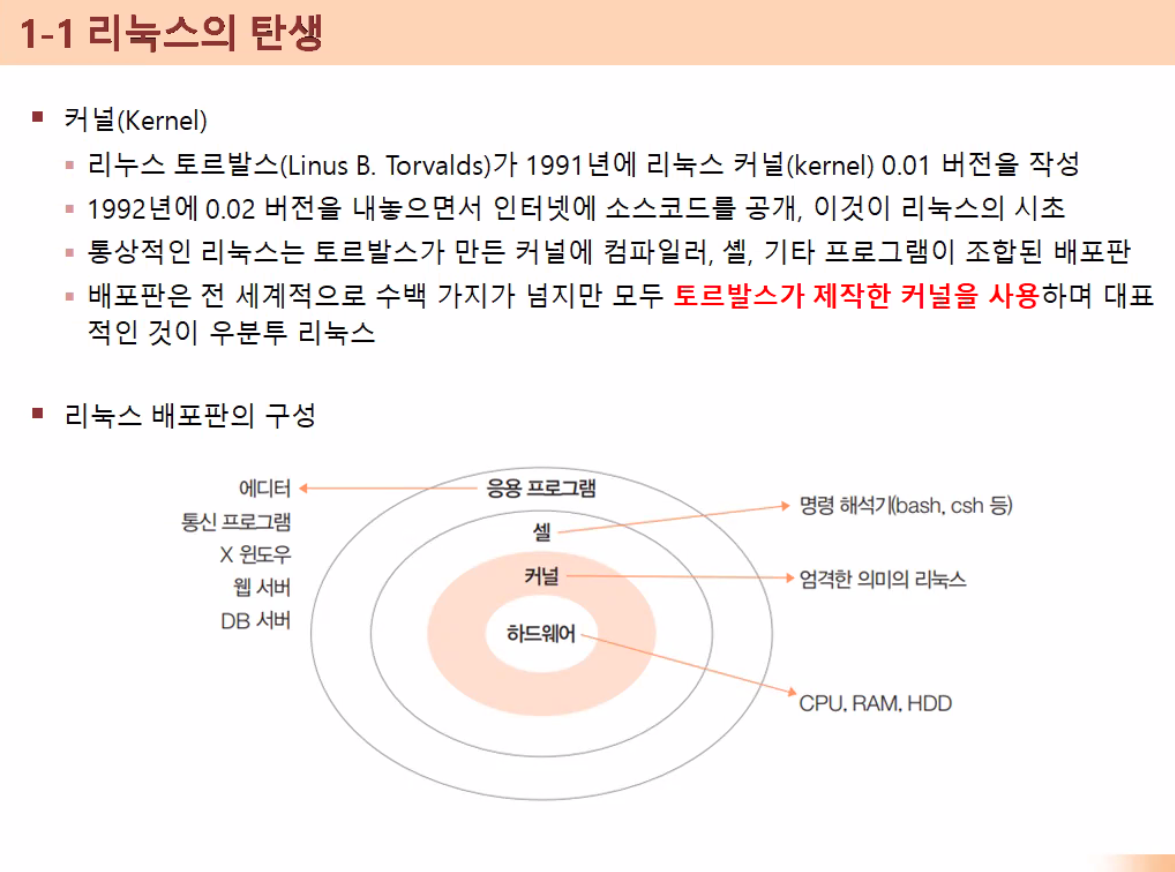 1-1 리눅스의 탄생
커널(Kernel)
리누스 토르발스(Linus B. Torvalds)가 1991년에 리눅스 커널(kernel) 0.01 버전을 작성
1992년에 0.02 버전을 내놓으면서 인터넷에 소스코드를 공개, 이것이 리눅스의 시초
통상적인 리눅스는 토르발스가 만든 커널에 컴파일러, 셸, 기타 프로그램이 조합된 배포판
배포판은 전 세계적으로 수백 가지가 넘지만 모두 토르발스가 제작한 커널을 사용하며 대표
적인 것이 우분투 리눅스
리눅스 배포판의 구성
에디터
통신 프로그램
X 윈도우
웹 서버
DB 서버
응용 프로그램
셸
커널
하드웨어
명령 해석기(bash, csh 등)
엄격한 의미의 리눅스
CPU, RAM, HDD